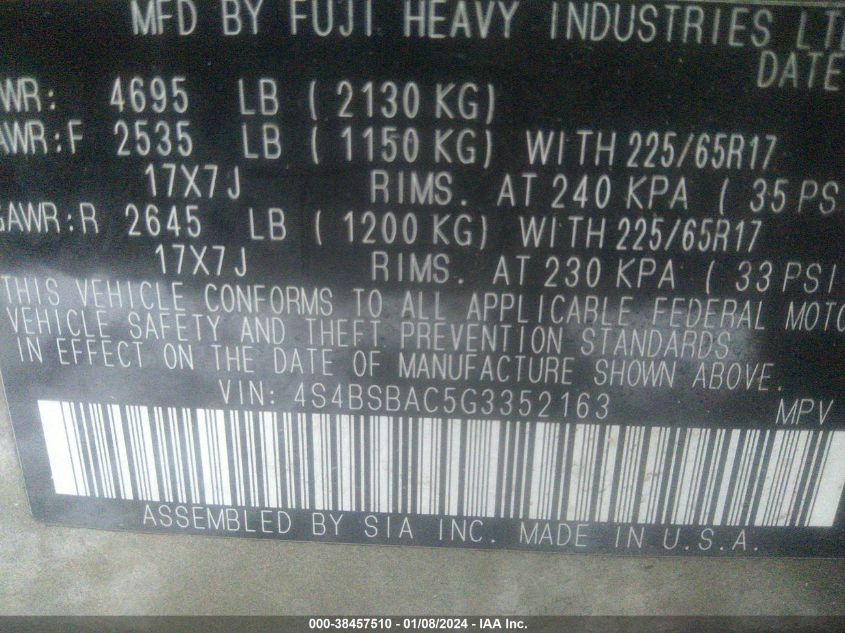 MFD BY FUJI HEAVY INDUSTRIES LT
DATE
WR: 4695 LB ( 2130 KG)
AWR:F 2535 LB ( 1150 KG) WITH 225/65R17
17X7J RIMS. AT 240 KPA ( 35 PS
GAWR:R 2645 LB ( 1200 KG) WITH 225/65R17
17X7J RIMS. AT 230 KPA ( 33 PSI
THIS VEHICLE CONFORMS TO ALL APPLICABLE FEDERAL MOTO
VEHICLE SAFETY AND THEFT PREVENTION STANDARDS
IN EFFECT ON THE DATE OF MANUFACTURE SHOWN ABOVE.
VIN: 4S4BSBAC5G3352163 MPV
ASSEMBLED BY SIA INC. MADE IN U.S.A.
000-38457510 - 01/08/2024 - IAA Inc.